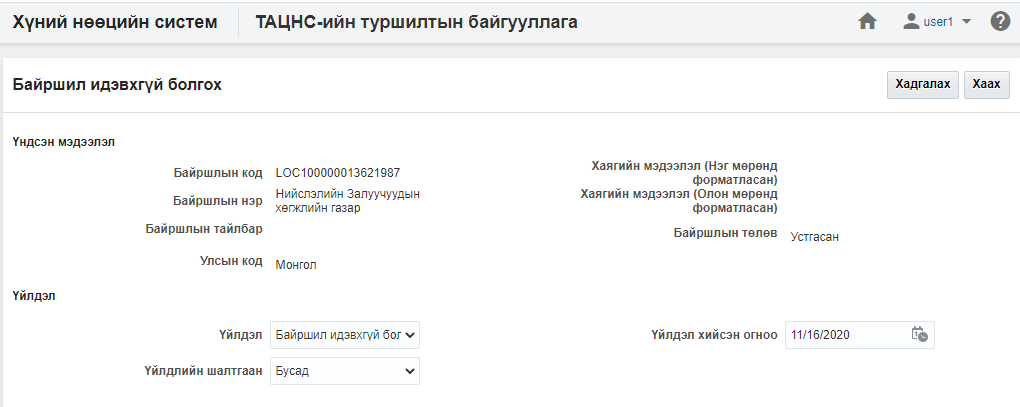 Хүний нөөцийн систем ТАЦНС-ийн туршилтын байгууллага user1
Байршил идэвхгүй болгох Хадгалах Хаах
Үндсэн мэдээлэл
Байршлын код LOC100000013621987
Хаягийн мэдээлэл (Нэг мөрөнд
форматласан)
Байршлын нэр Нийслэлийн Залуучуудын
хөгжлийн газар
Хаягийн мэдээлэл (Олон мөрөнд
форматласан)
Байршлын тайлбар
Байршлын төлөв Устгасан
Улсын код Монгол
Үйлдэл
Үйлдэл Байршил идэвхгүй бол Үйлдэл хийсэн огноо 11/16/2020
Үйлдлийн шалтгаан Бусад